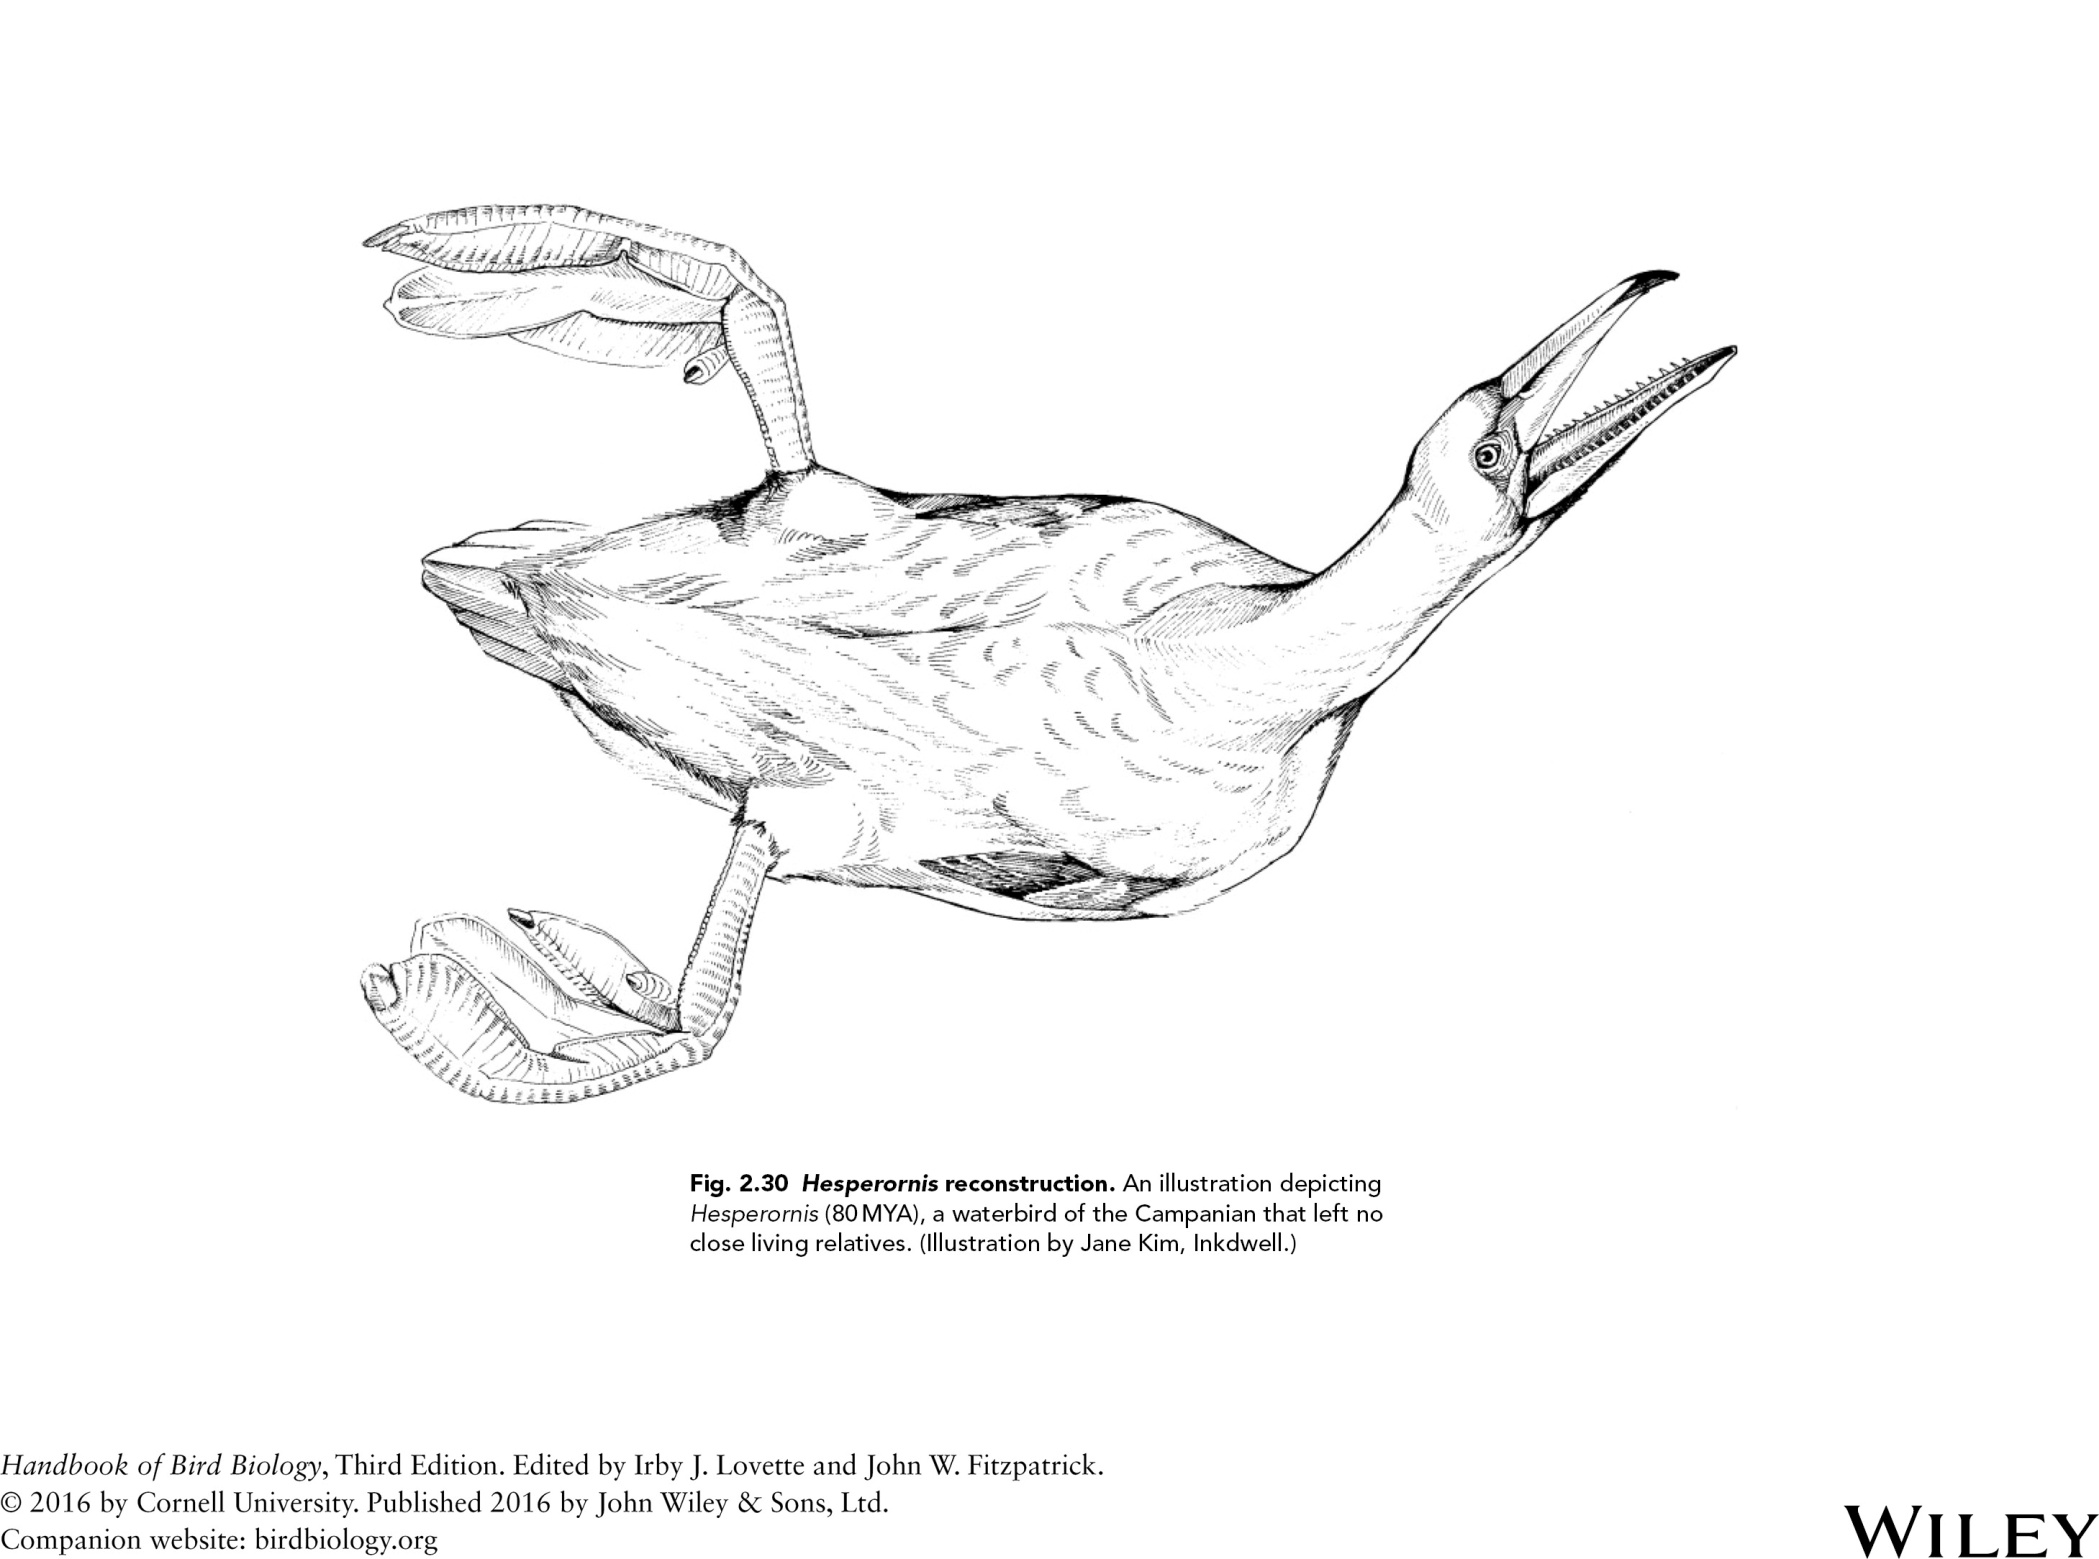 Fig. 2.30 Hesperornis reconstruction. An illustration depicting
Hesperornis (80 MYA), a waterbird of the Campanian that left no
close living relatives. (Illustration by Jane Kim, Inkdwell.)
Handbook of Bird Biology, Third Edition. Edited by Irby J. Lovette and John W. Fitzpatrick.
© 2016 by Cornell University. Published 2016 by John Wiley & Sons, Ltd.
Companion website: birdbiology.org
WILEY